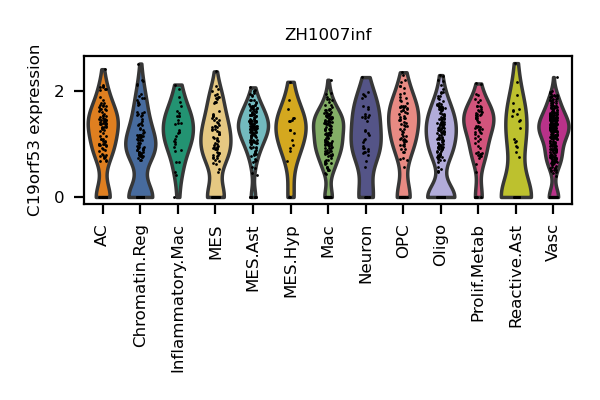 ZH1007inf
C19orf53 expression
2
0
AC
Chromatin.Reg
Inflammatory.Mac
MES
MES.Ast
MES.Hyp
Mac
Neuron
OPC
Oligo
Prolif.Metab
Reactive.Ast
Vasc